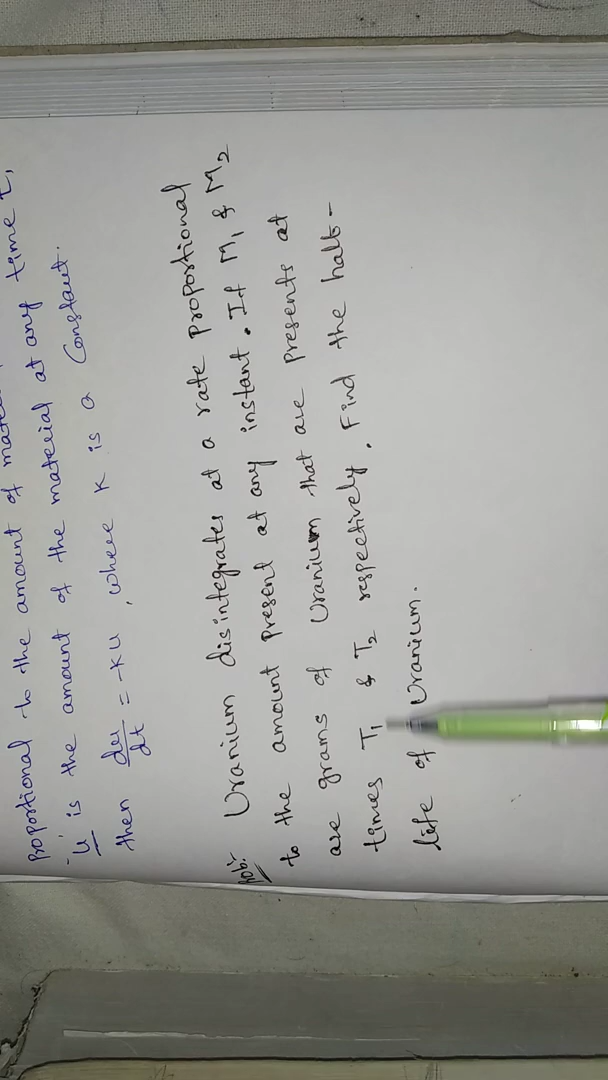 proportional to the amount of material
'u' is the amount of the material at any time t,
then du/dt = -KU, where K is a Constant.
Prob:- Uranium disintegrates at a rate proportional
to the amount present at any instant. If M1 & M2
are grams of Uranium that are presents at
times T1 & T2 respectively. Find the half-
life of Uranium.